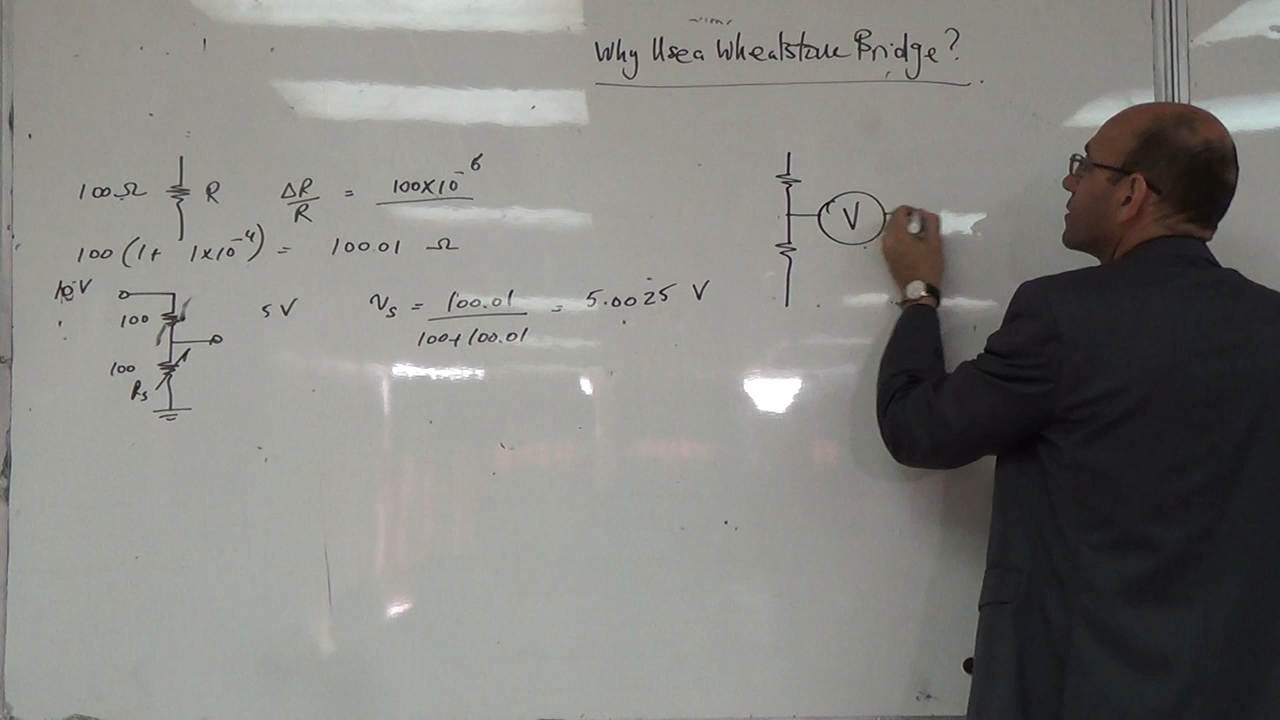 Why Use a Wheatstone Bridge?
100Ω R ΔR/R = 100×10⁻⁶
100 (1+ 1×10⁻⁴) = 100.01 Ω
V
100
5V
Vs = 100.01 / 100+100.01 = 5.0025 V
100
Rs
V